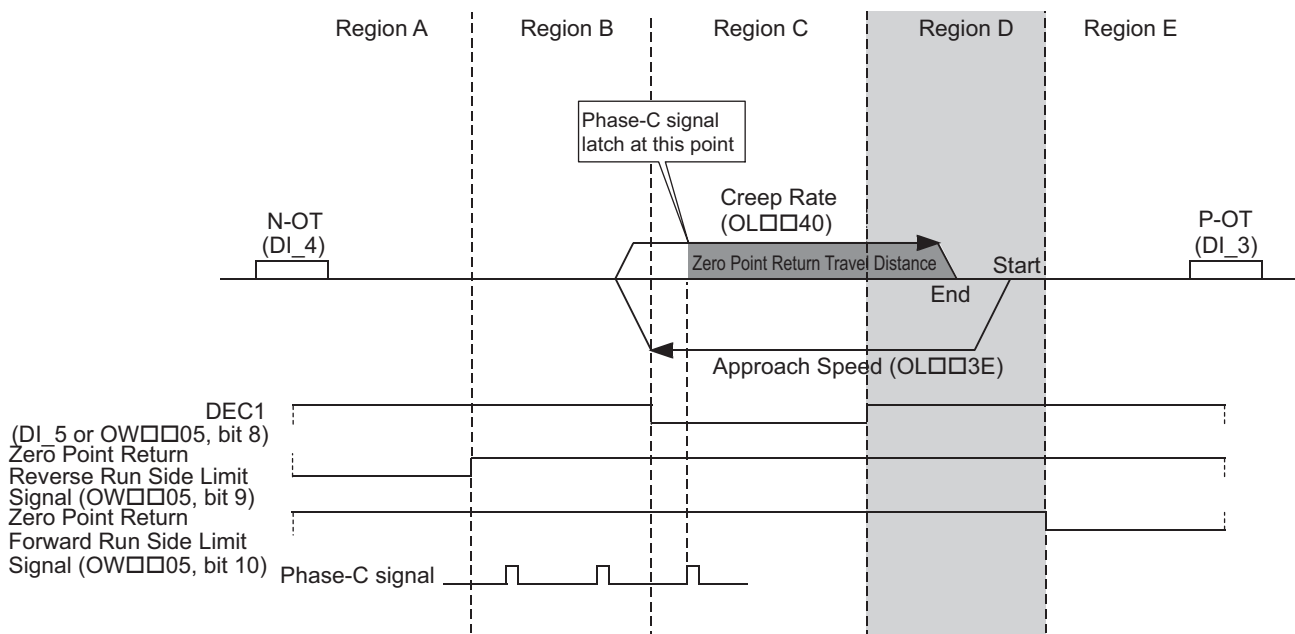 Region A
Region B
Region C
Region D
Region E
Phase-C signal
latch at this point
Creep Rate
(OL□□40)
N-OT
(DI_4)
P-OT
(DI_3)
Zero Point Return Travel Distance
Start
End
Approach Speed (OL□□3E)
DEC1
(DI_5 or OW□□05, bit 8)
Zero Point Return
Reverse Run Side Limit
Signal (OW□□05, bit 9)
Zero Point Return
Forward Run Side Limit
Signal (OW□□05, bit 10)
Phase-C signal